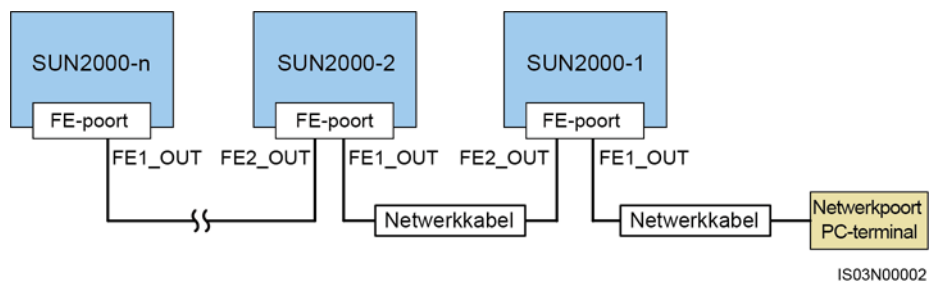 SUN2000-n
SUN2000-2
SUN2000-1
FE-poort
FE-poort
FE-poort
FE1_OUT
FE2_OUT
FE1_OUT
FE2_OUT
FE1_OUT
Netwerkkabel
Netwerkkabel
Netwerkpoort
PC-terminal
IS03N00002